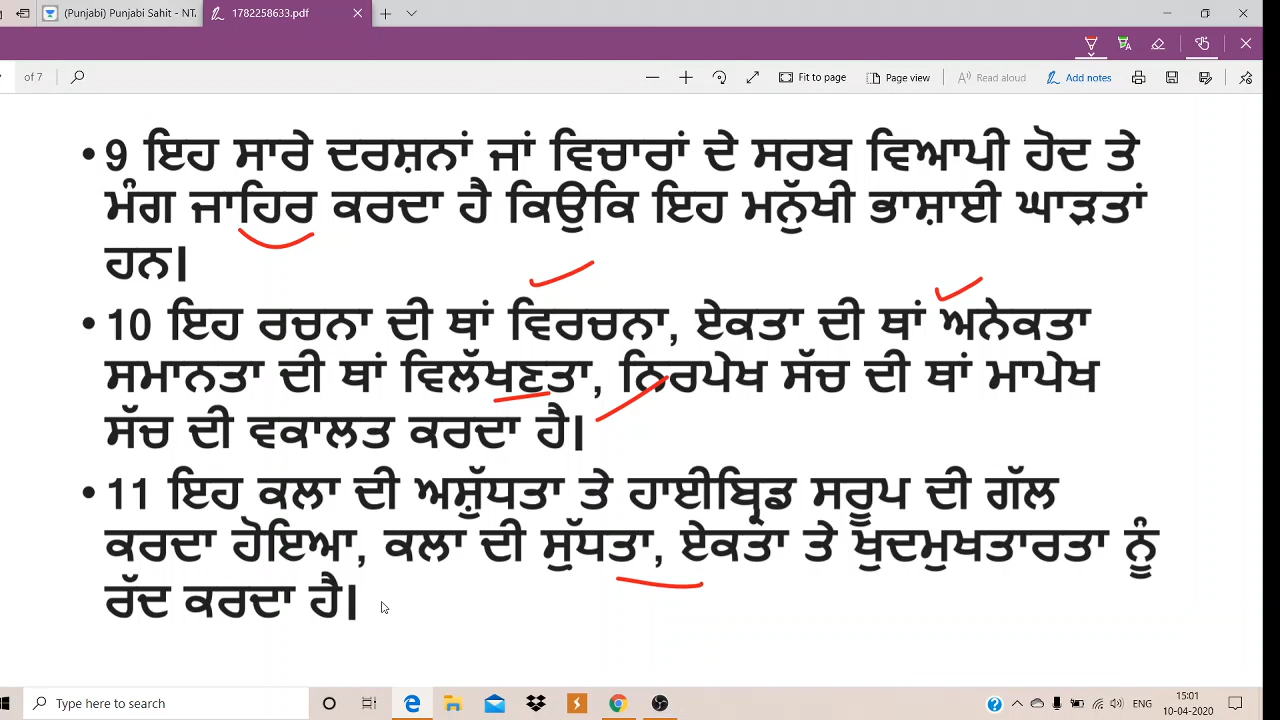 (Punjabi) Punjabi Sahit - NT.
1782258633.pdf
of 7
Fit to page
Page view
Read aloud
Add notes
• 9 ਇਹ ਸਾਰੇ ਦਰਸ਼ਨਾਂ ਜਾਂ ਵਿਚਾਰਾਂ ਦੇ ਸਰਬ ਵਿਆਪੀ ਹੋਦ ਤੇ
ਮੰਗ ਜਾਹਿਰ ਕਰਦਾ ਹੈ ਕਿਉਕਿ ਇਹ ਮਨੁੱਖੀ ਭਾਸ਼ਾਈ ਘਾੜਤਾਂ
ਹਨ।
• 10 ਇਹ ਰਚਨਾ ਦੀ ਥਾਂ ਵਿਰਚਨਾ, ਏਕਤਾ ਦੀ ਥਾਂ ਅਨੇਕਤਾ
ਸਮਾਨਤਾ ਦੀ ਥਾਂ ਵਿਲੱਖਣਤਾ, ਨਿਰਪੇਖ ਸੱਚ ਦੀ ਥਾਂ ਮਾਪੇਖ
ਸੱਚ ਦੀ ਵਕਾਲਤ ਕਰਦਾ ਹੈ।
• 11 ਇਹ ਕਲਾ ਦੀ ਅਸ਼ੁੱਧਤਾ ਤੇ ਹਾਈਬ੍ਰਿਡ ਸਰੂਪ ਦੀ ਗੱਲ
ਕਰਦਾ ਹੋਇਆ, ਕਲਾ ਦੀ ਸੁੱਧਤਾ, ਏਕਤਾ ਤੇ ਖੁਦਮੁਖਤਾਰਤਾ ਨੂੰ
ਰੱਦ ਕਰਦਾ ਹੈ।
Type here to search
ENG
15:01
10-04-2020